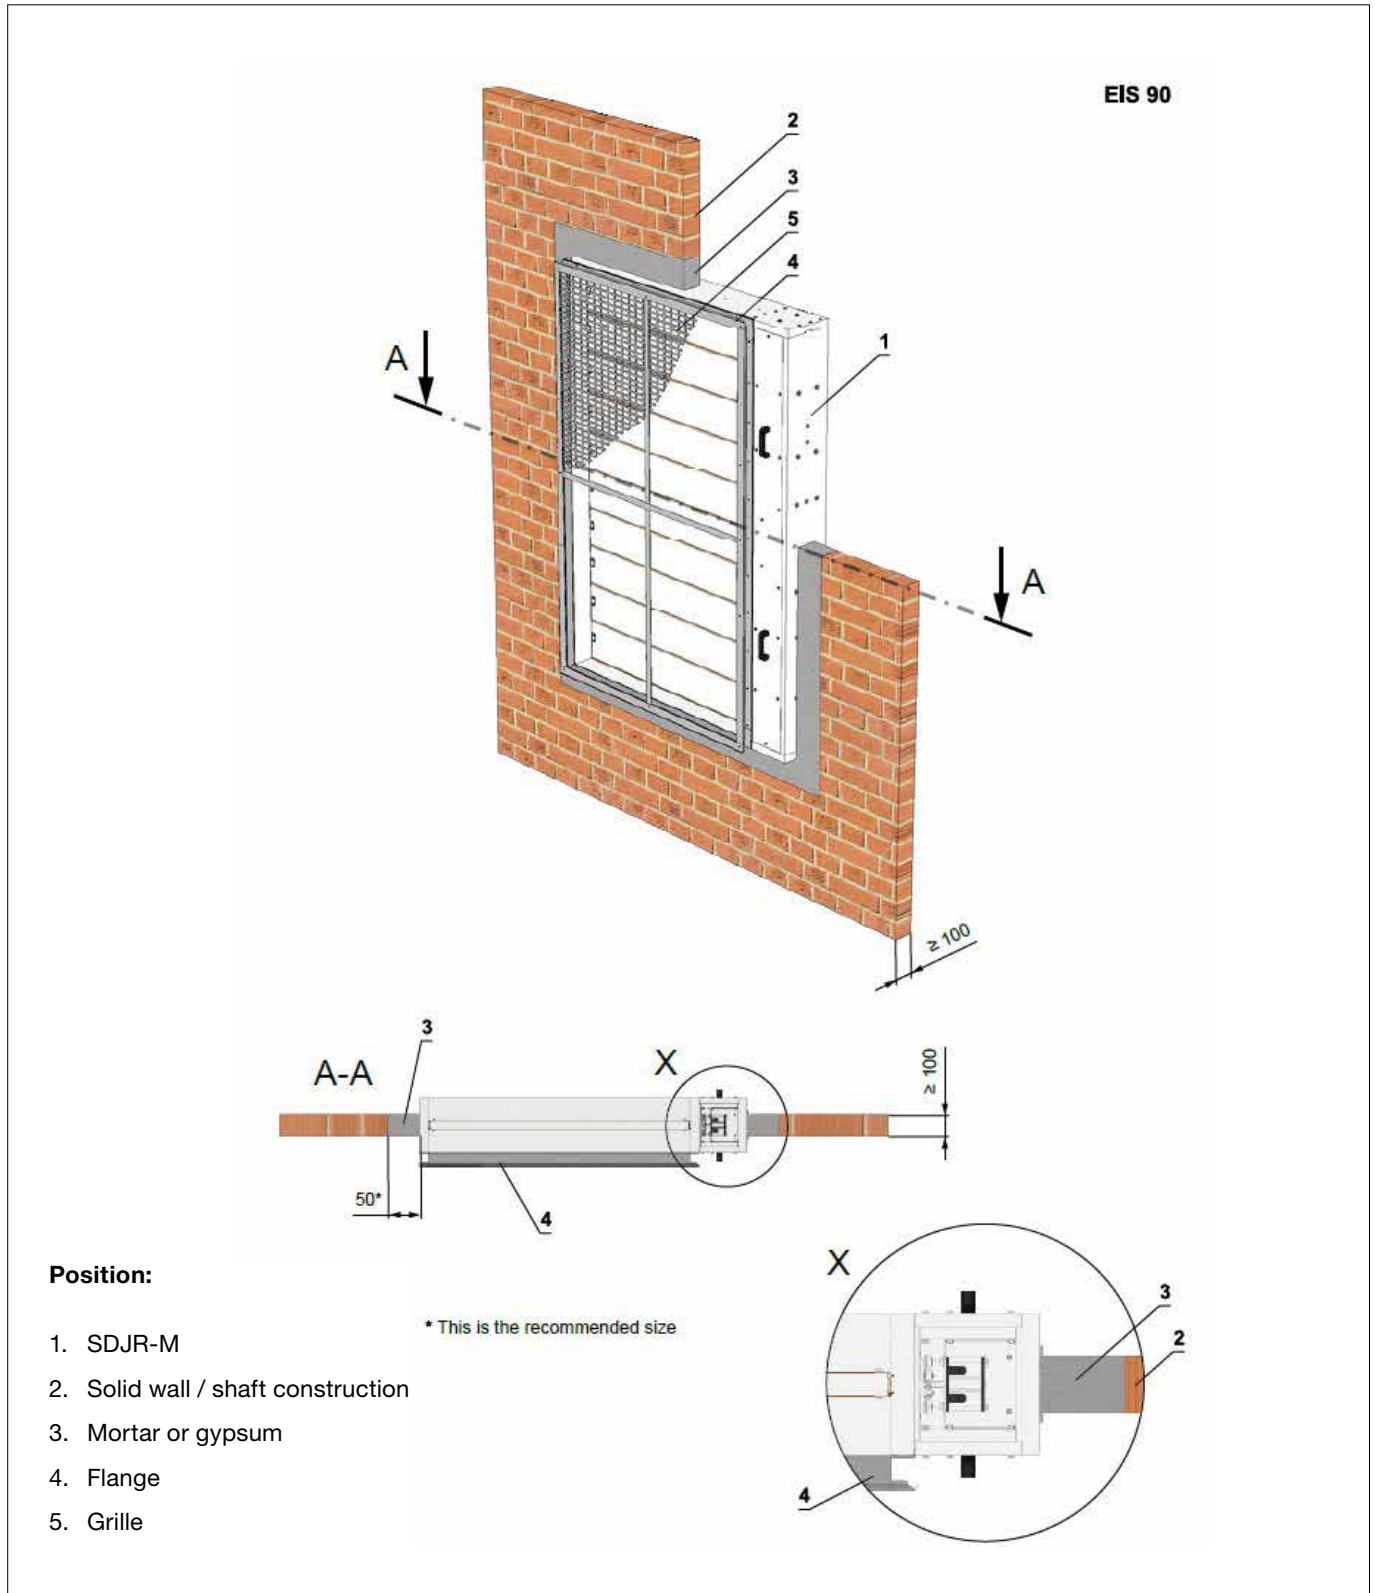 EIS 90
2
3
5
4
1
A
A
≥ 100
3
A-A
X
≥ 100
50*
4
Position:
X
3
* This is the recommended size
2
1. SDJR-M
2. Solid wall / shaft construction
3. Mortar or gypsum
4. Flange
4
5. Grille